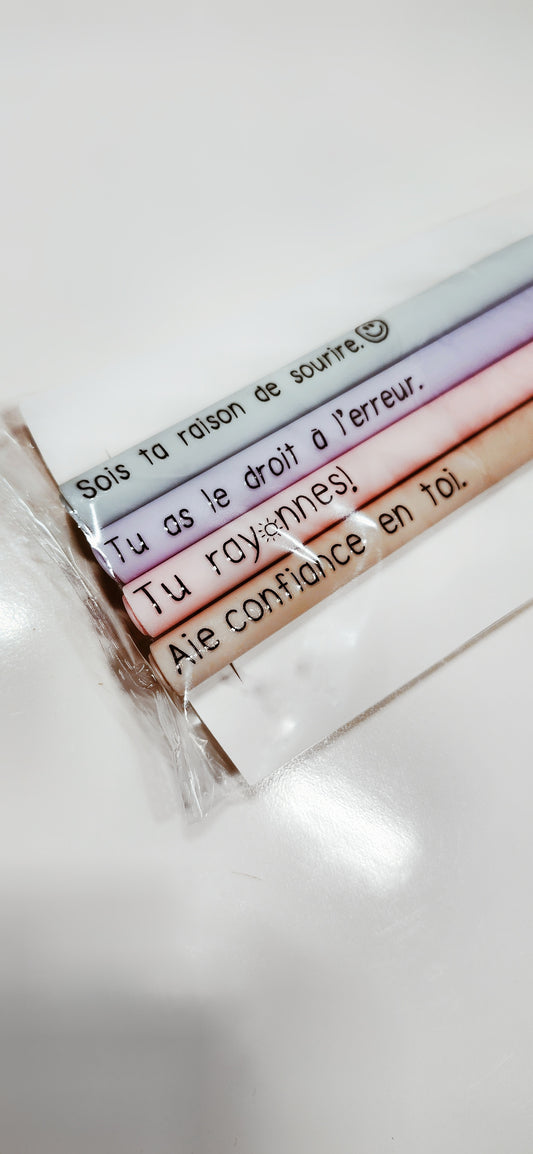 Sois ta raison de sourire.
Tu as le droit à l'erreur.
Tu rayonnes!
Aie confiance en toi.